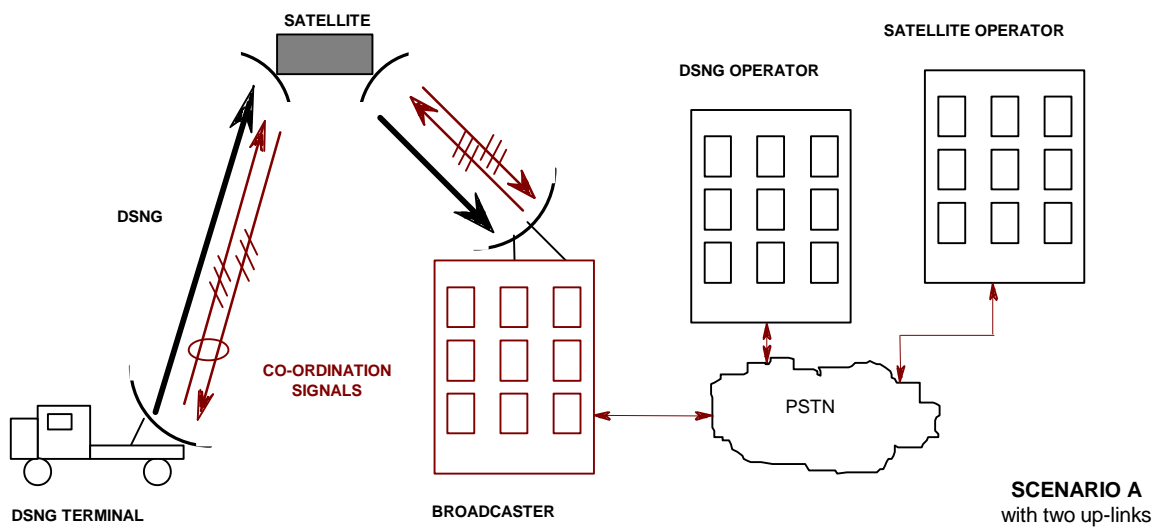 SATELLITE
SATELLITE OPERATOR
DSNG OPERATOR
DSNG
CO-ORDINATION
SIGNALS
PSTN
SCENARIO A
with two up-links
DSNG TERMINAL
BROADCASTER